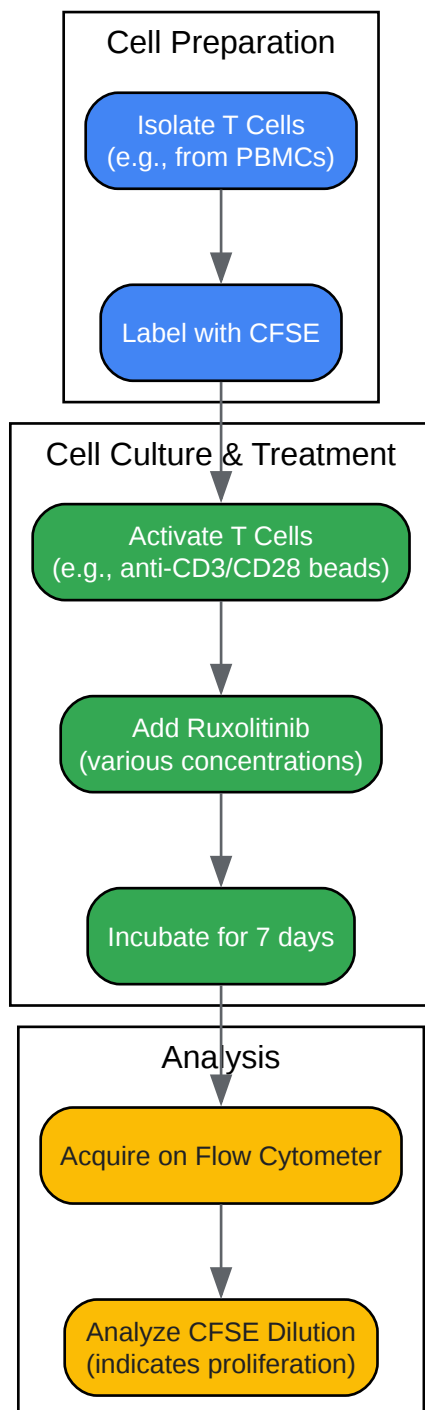 Cell Preparation
Isolate T Cells
(e.g., from PBMCs)
Label with CFSE
Cell Culture & Treatment
Activate T Cells
(e.g., anti-CD3/CD28 beads)
Add Ruxolitinib
(various concentrations)
Incubate for 7 days
Analysis
Acquire on Flow Cytometer
Analyze CFSE Dilution
(indicates proliferation)